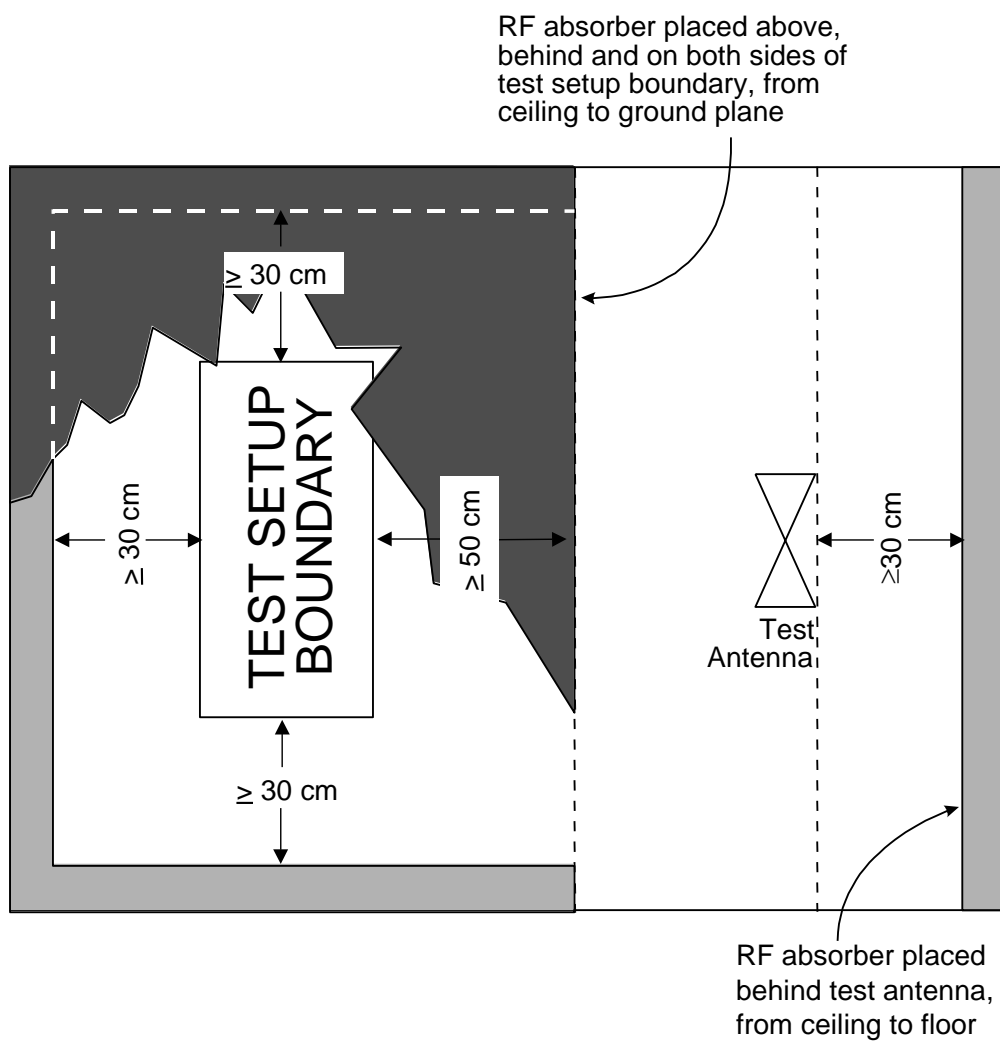 RF absorber placed above,
behind and on both sides of
test setup boundary, from
ceiling to ground plane
≥ 30 cm
TEST SETUP
BOUNDARY
≥ 30 cm
≥ 50 cm
≥30 cm
Test
Antenna
≥ 30 cm
RF absorber placed
behind test antenna,
from ceiling to floor